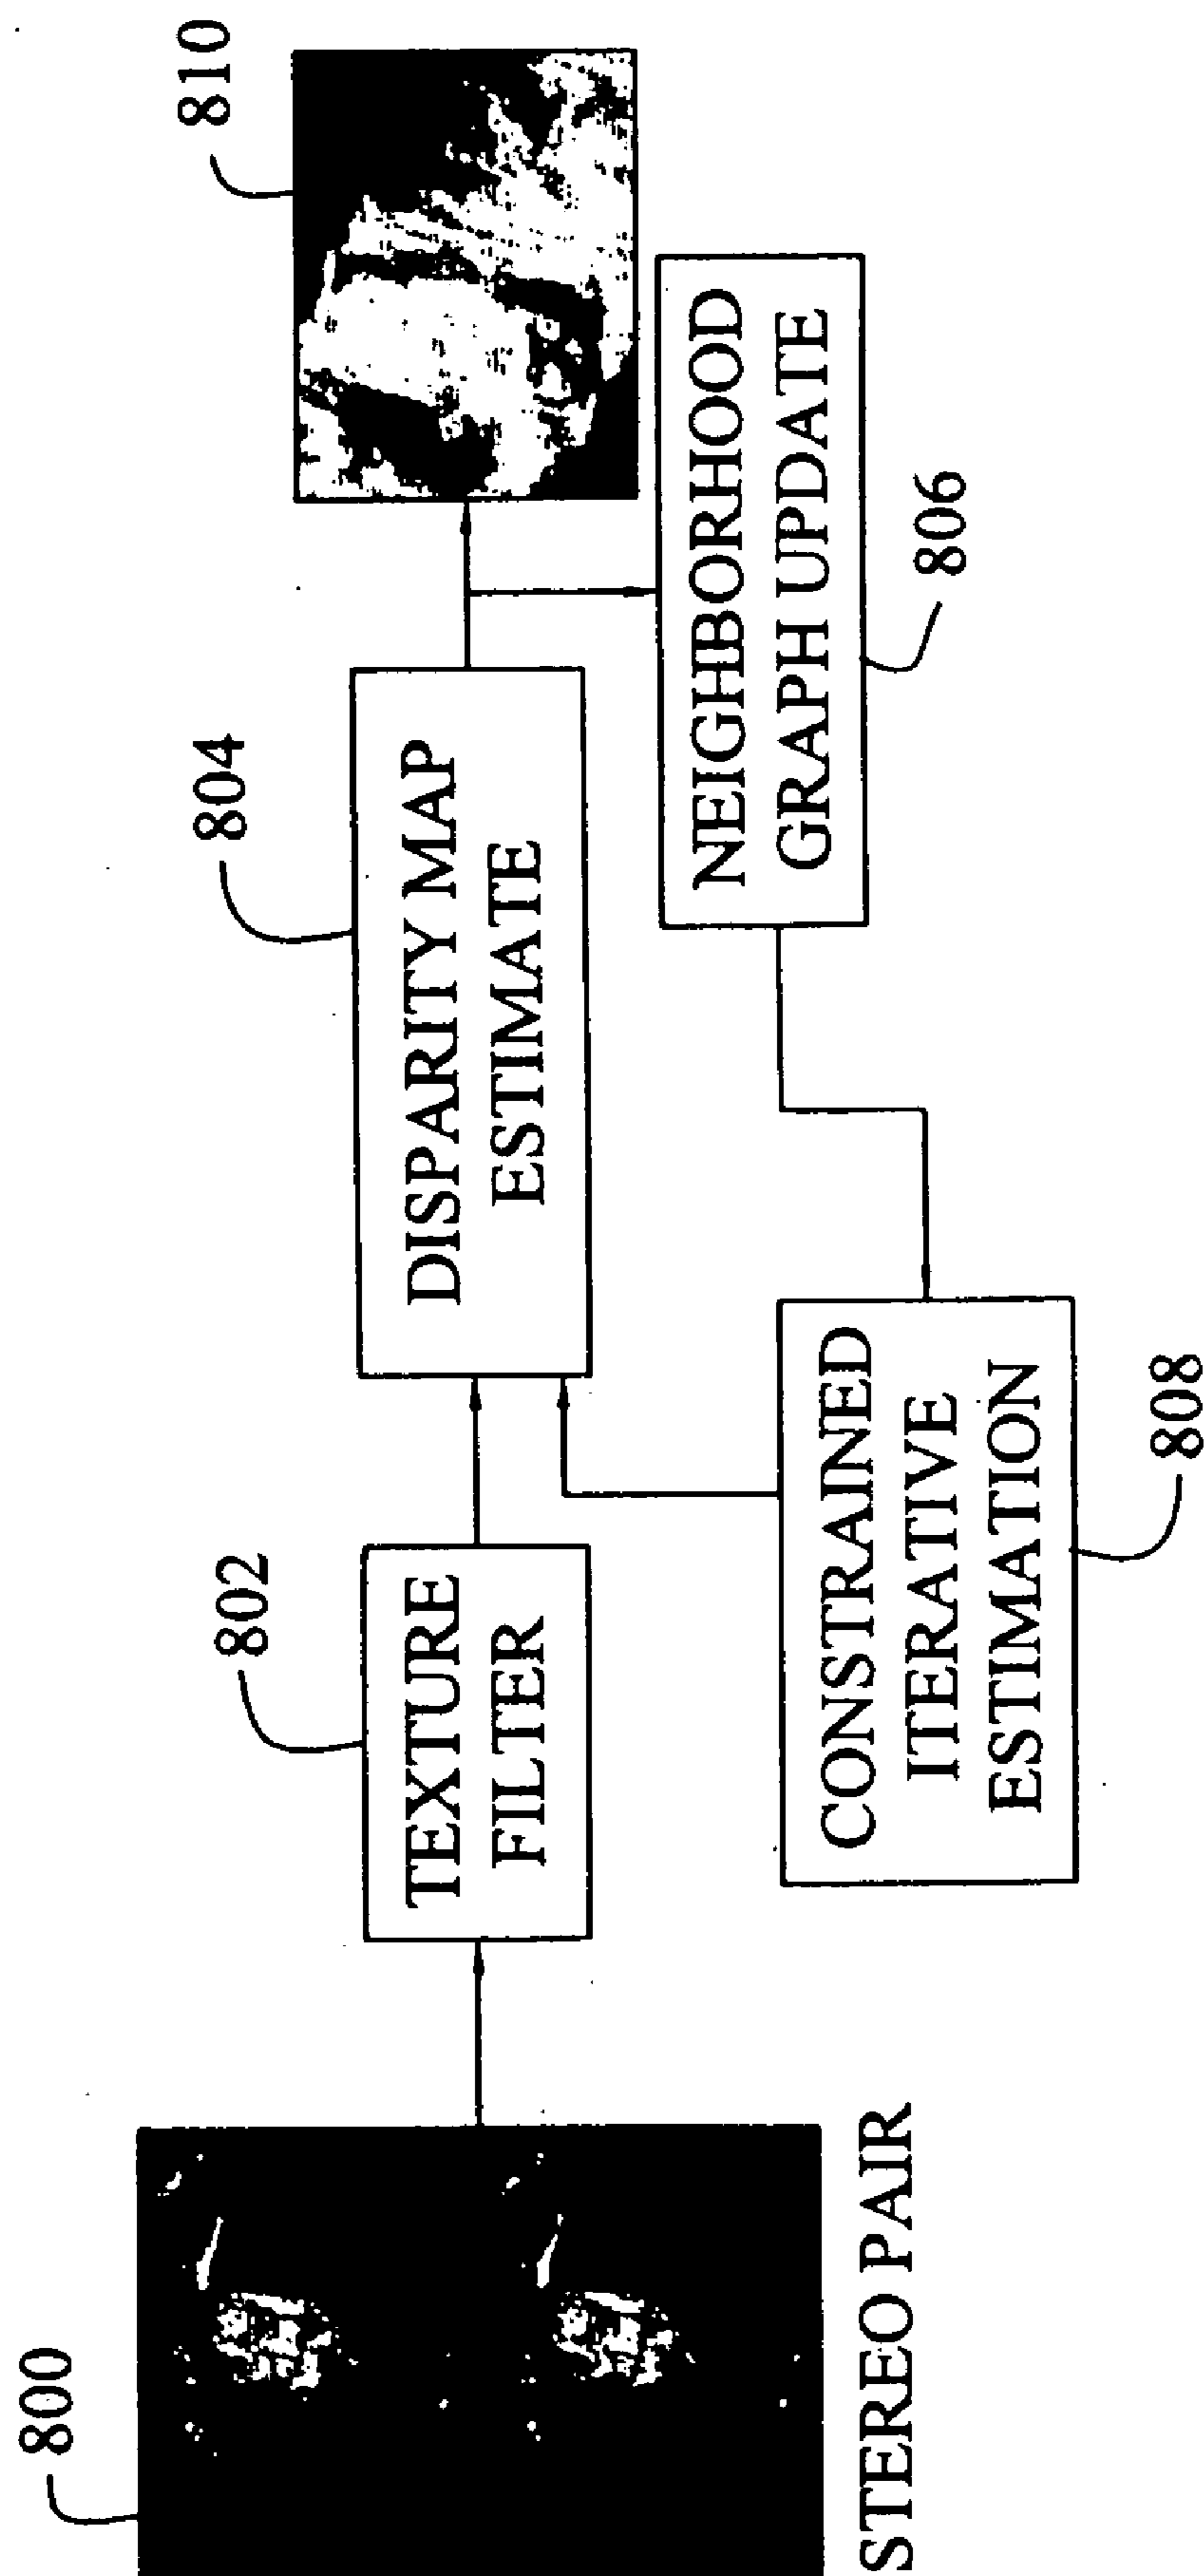 800
STEREO PAIR
802
TEXTURE
FILTER
804
DISPARITY MAP
ESTIMATE
810
NEIGHBORHOOD
GRAPH UPDATE
806
CONSTRAINED
ITERATIVE
ESTIMATION
808